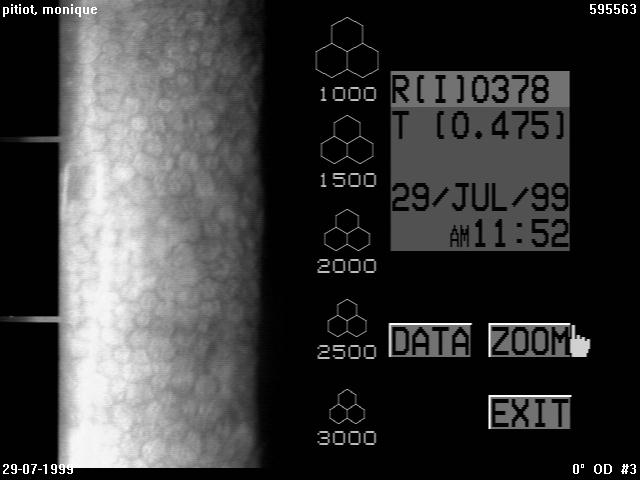 pitiot, monique
595563
1000
1500
2000
2500
3000
R[I]0378
T [0.475]
29/JUL/99
AM11:52
DATA
ZOOM
EXIT
29-07-1999
0° OD #3